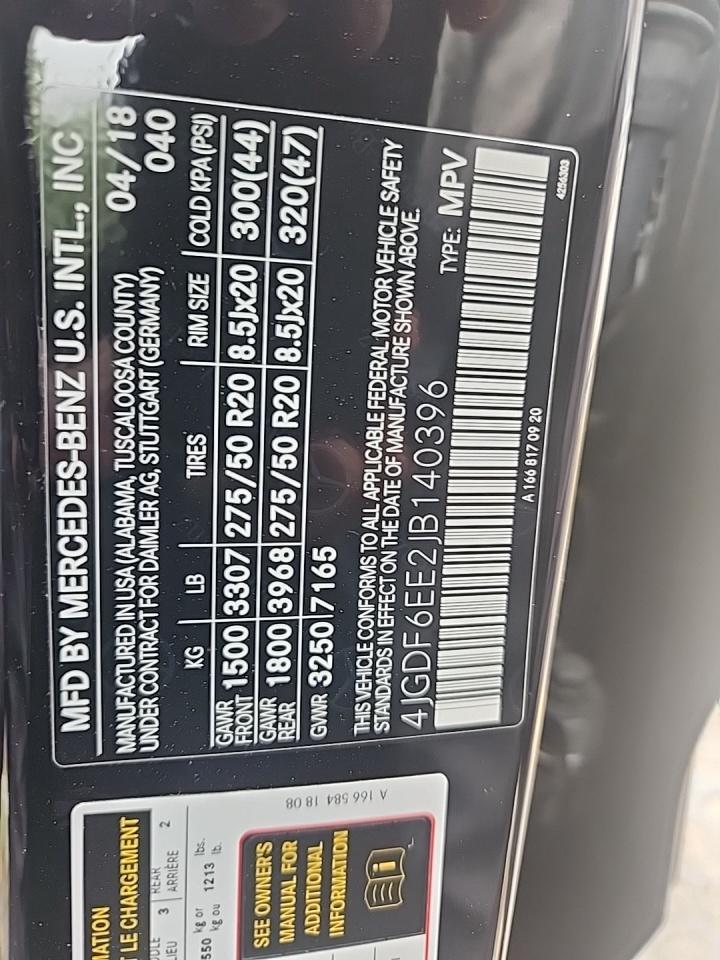 MFD BY MERCEDES-BENZ U.S. INTL., INC
MANUFACTURED IN USA (ALABAMA, TUSCALOOSA COUNTY) 04/18
UNDER CONTRACT FOR DAIMLER AG, STUTTGART (GERMANY) 040
KG LB TIRES RIM SIZE COLD KPA (PSI)
GAWR FRONT 1500 3307 275/50 R20 8.5Jx20 300(44)
GAWR REAR 1800 3968 275/50 R20 8.5Jx20 320(47)
GVWR 3250 7165
THIS VEHICLE CONFORMS TO ALL APPLICABLE FEDERAL MOTOR VEHICLE SAFETY
STANDARDS IN EFFECT ON THE DATE OF MANUFACTURE SHOWN ABOVE.
4JGDF6EE2JB140396 TYPE: MPV
A 166 817 09 20
4286303
LE CHARGEMENT
3 REAR
ARRIÈRE 2
550 kg or
kg ou 1213 lbs.
lb.
SEE OWNER'S
MANUAL FOR
ADDITIONAL
INFORMATION
A 166 584 18 08